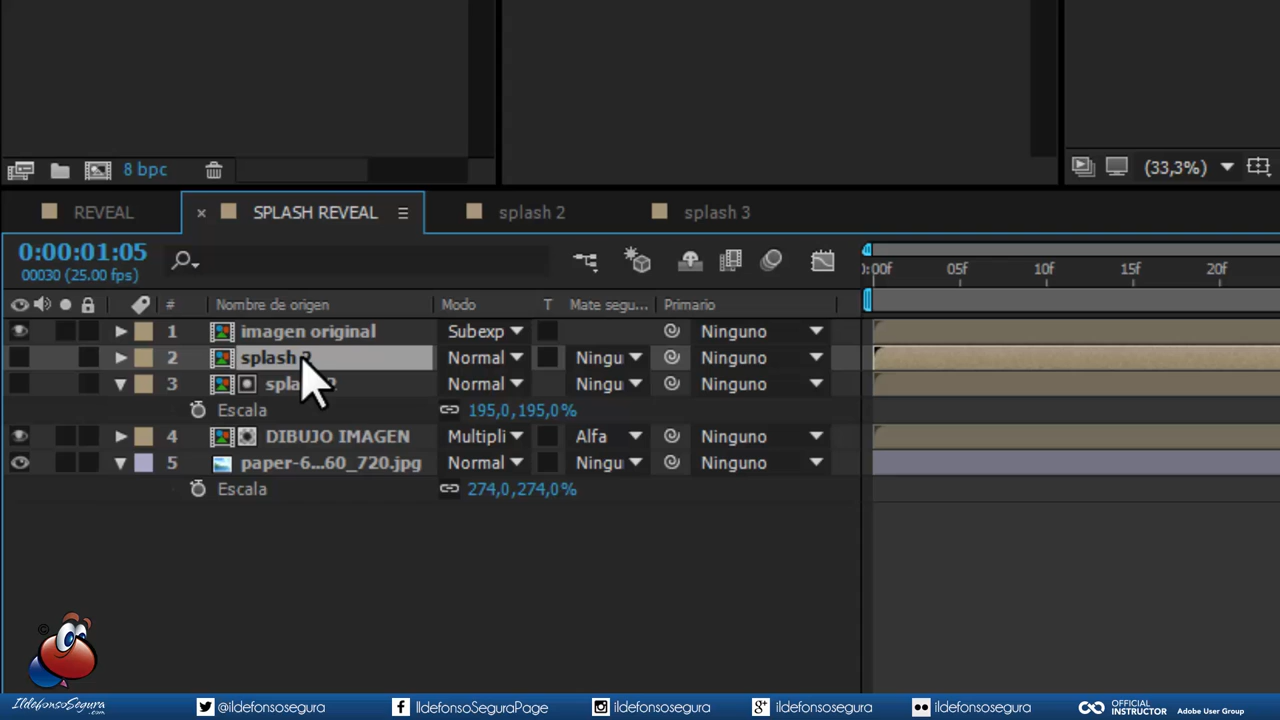 8 bpc
(33,3%)
REVEAL
× SPLASH REVEAL
splash 2
splash 3
0:00:01:05
00030 (25.00 fps)
:00f 05f 10f 15f 20f
# Nombre de origen Modo T Mate segu... Primario
1 imagen original Subexp Ninguno
2 splash Normal Ningu Ninguno
3 Normal Ningu Ninguno
Escala 195,0,195,0%
4 DIBUJO IMAGEN Multipli Alfa Ninguno
5 paper-6...60_720.jpg Normal Ningu Ninguno
Escala 274,0,274,0%
©
IldefonsoSegura.com @ildefonsosegura IldefonsoSeguraPage ildefonsosegura ildefonsosegura ildefonsosegura OFFICIAL INSTRUCTOR Adobe User Group